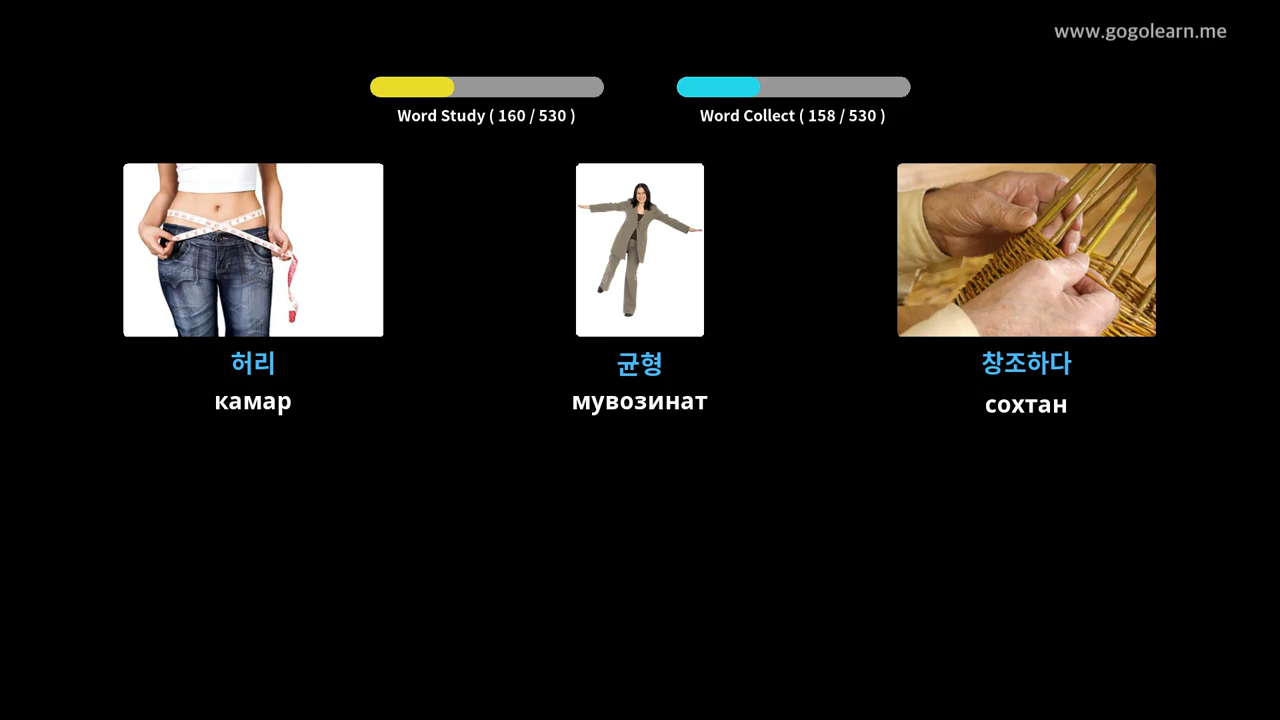 www.gogolearn.me
Word Study ( 160 / 530 )
Word Collect ( 158 / 530 )
허리
камар
균형
мувозинат
창조하다
сохтан